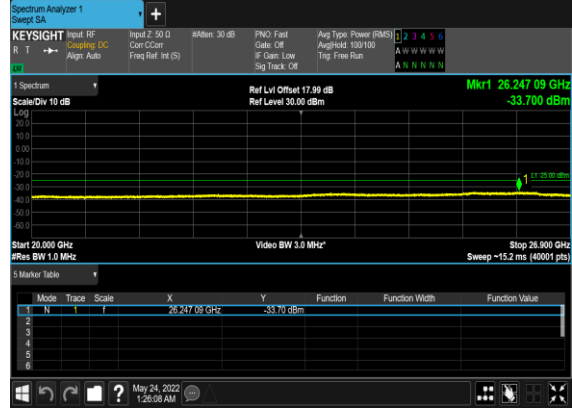 Spectrum Analyzer 1
Swept SA
KEYSIGHT
R T
Input: RF
Coupling: DC
Align: Auto
Input Z: 50 Ω
Corr CCorr
Freq Ref: Int (S)
#Atten: 30 dB
PNO: Fast
Gate: Off
IF Gain: Low
Sig Track: Off
Avg Type: Power (RMS)
Avg|Hold: 100/100
Trig: Free Run
1 2 3 4 5 6
A W W W W W
A N N N N N
1 Spectrum
Scale/Div 10 dB
Ref Lvl Offset 17.99 dB
Ref Level 30.00 dBm
Mkr1 26.247 09 GHz
-33.700 dBm
Log
20.0
10.0
0.00
-10.0
-20.0
-30.0
-40.0
-50.0
-60.0
1
L1 -25.00 dBm
Start 20.000 GHz
#Res BW 1.0 MHz
Video BW 3.0 MHz*
Stop 26.900 GHz
Sweep ~15.2 ms (40001 pts)
5 Marker Table
Mode Trace Scale X Y Function Function Width Function Value
1 N 1 f 26.247 09 GHz -33.70 dBm
2
3
4
5
6
?
May 24, 2022
1:26:08 AM